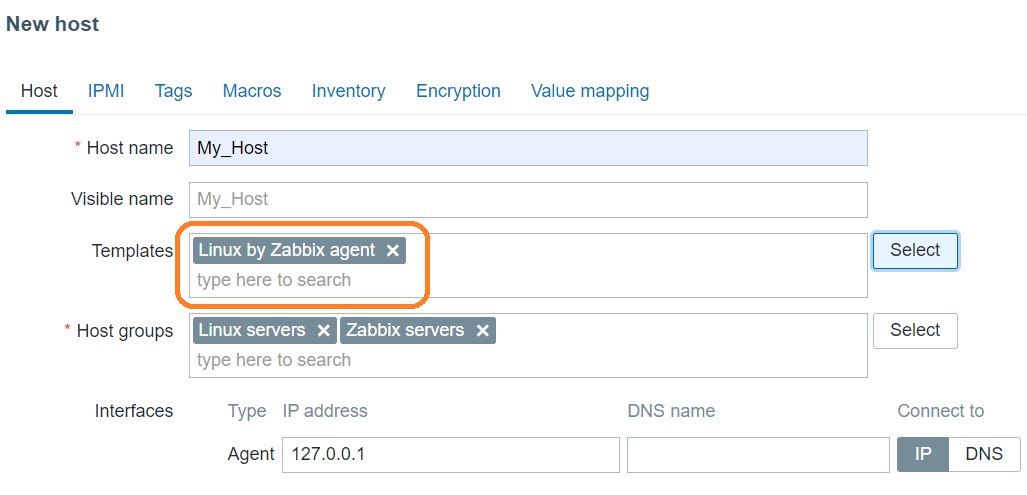 New host
Host IPMI Tags Macros Inventory Encryption Value mapping
* Host name My_Host
Visible name My_Host
Templates Linux by Zabbix agent ✕ Select
type here to search
* Host groups Linux servers ✕ Zabbix servers ✕ Select
type here to search
Interfaces Type IP address DNS name Connect to
Agent 127.0.0.1 IP DNS